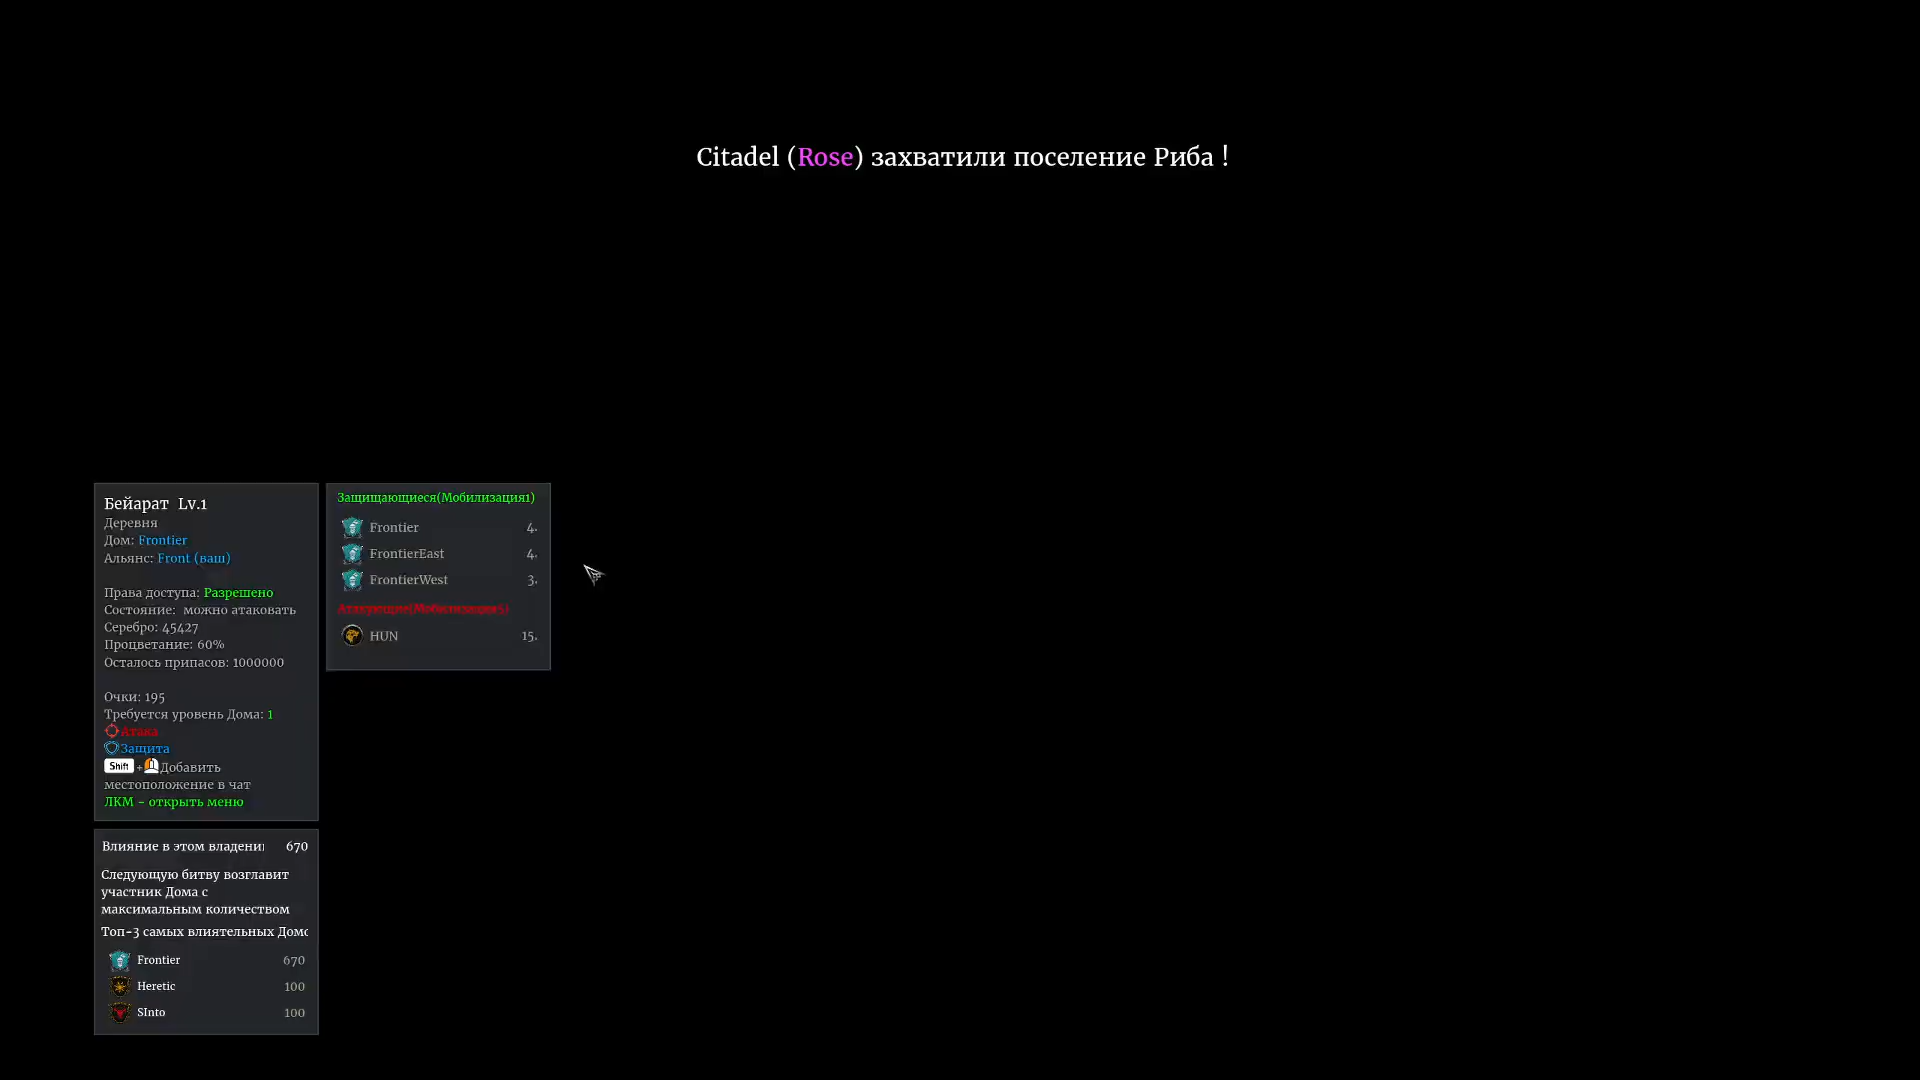 Citadel (Rose) захватили поселение Риба !
Бейарат Lv.1
Деревня
Дом: Frontier
Альянс: Front (ваш)
Права доступа: Разрешено
Состояние: можно атаковать
Серебро: 45427
Процветание: 60%
Осталось припасов: 1000000
Очки: 195
Требуется уровень Дома: 1
Атака
Защита
Shift + Добавить
местоположение в чат
ЛКМ - открыть меню
Защищающиеся(Мобилизация1)
Frontier 4.
FrontierEast 4.
FrontierWest 3.
Атакующие(Мобилизация5)
HUN 15.
Влияние в этом владени 670
Следующую битву возглавит
участник Дома с
максимальным количеством
Топ-3 самых влиятельных Домо
Frontier 670
Heretic 100
SInto 100